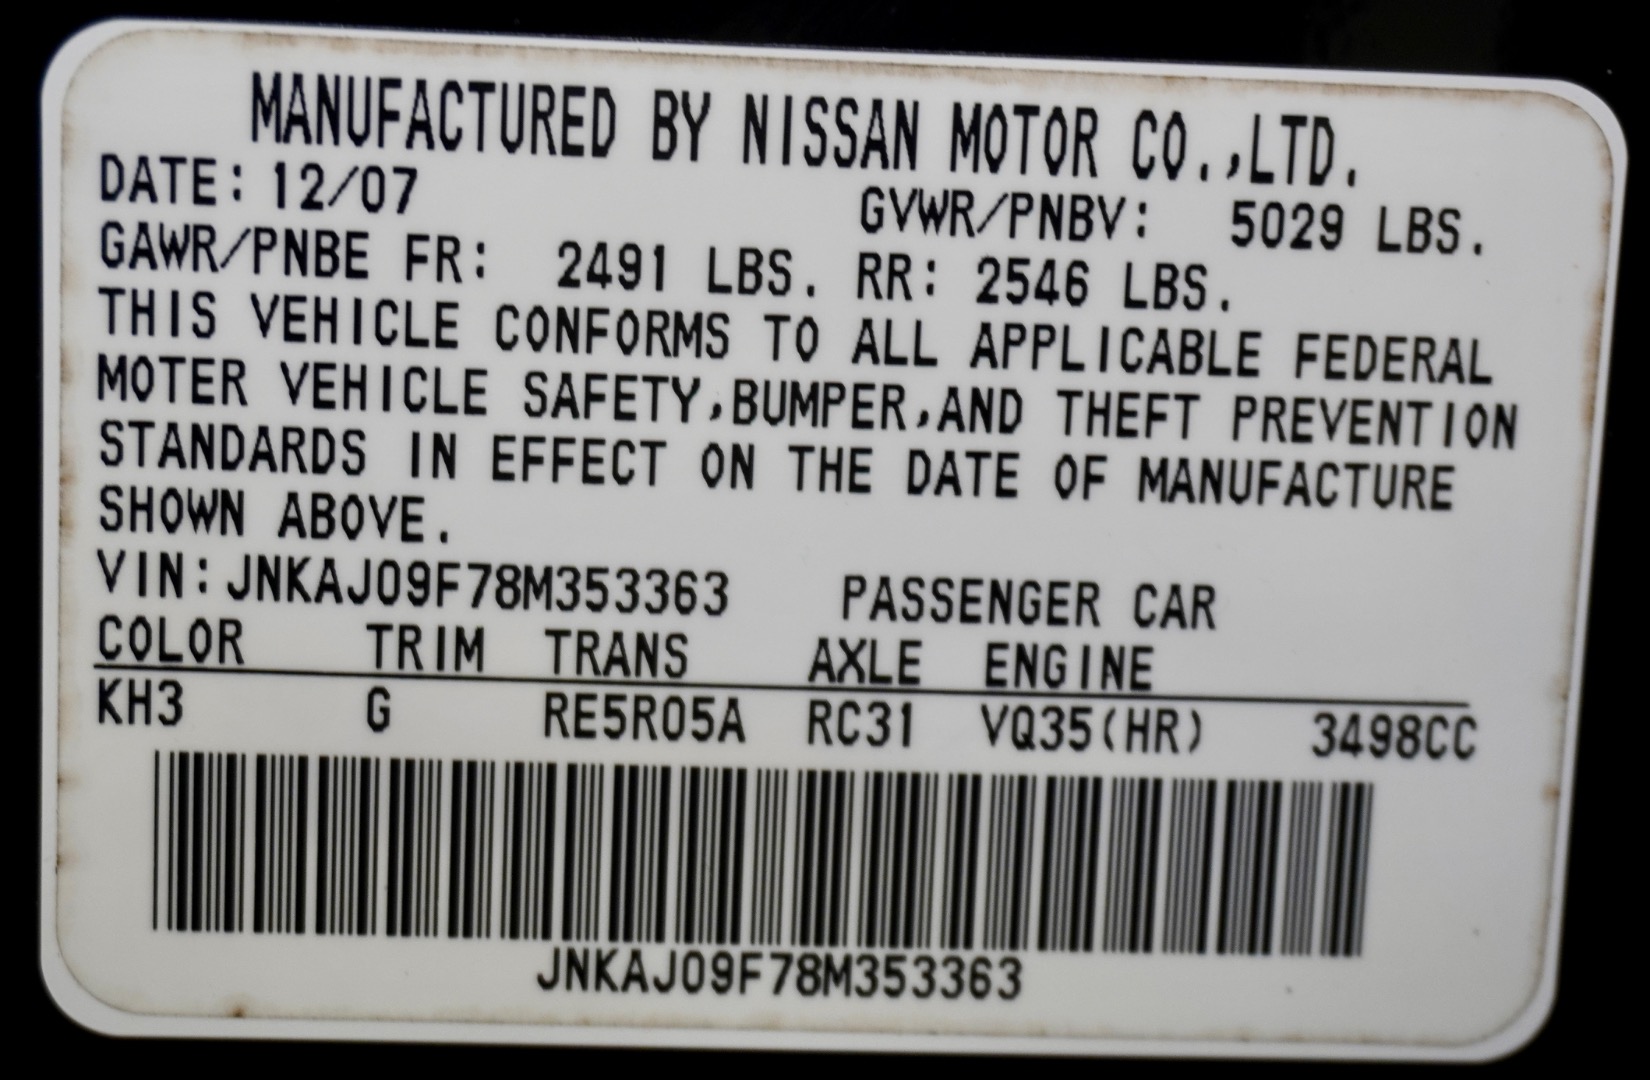 MANUFACTURED BY NISSAN MOTOR CO.,LTD.
DATE: 12/07 GVWR/PNBV: 5029 LBS.
GAWR/PNBE FR: 2491 LBS. RR: 2546 LBS.
THIS VEHICLE CONFORMS TO ALL APPLICABLE FEDERAL
MOTER VEHICLE SAFETY,BUMPER,AND THEFT PREVENTION
STANDARDS IN EFFECT ON THE DATE OF MANUFACTURE
SHOWN ABOVE.
VIN:JNKAJ09F78M353363 PASSENGER CAR
COLOR TRIM TRANS AXLE ENGINE
KH3 G RE5R05A RC31 VQ35(HR) 3498CC
JNKAJ09F78M353363